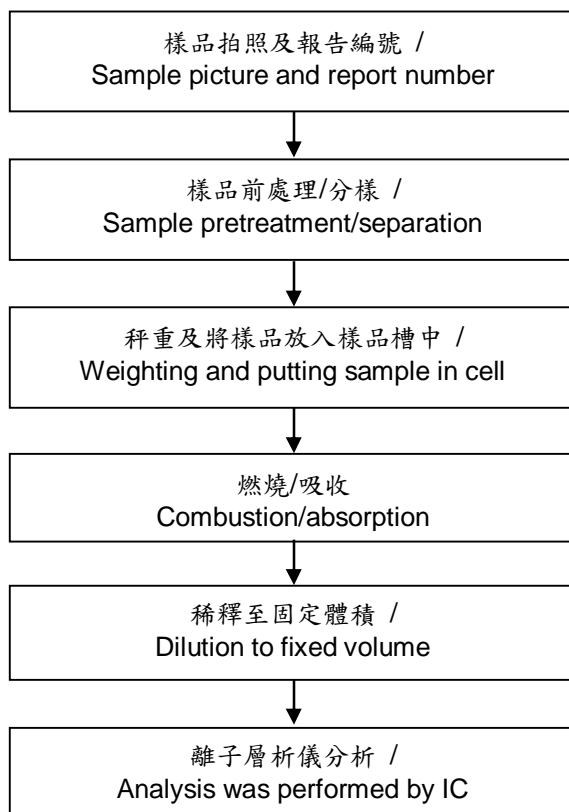 樣品拍照及報告編號 /
Sample picture and report number
樣品前處理/分樣 /
Sample pretreatment/separation
秤重及將樣品放入樣品槽中 /
Weighting and putting sample in cell
燃燒/吸收
Combustion/absorption
稀釋至固定體積 /
Dilution to fixed volume
離子層析儀分析 /
Analysis was performed by IC